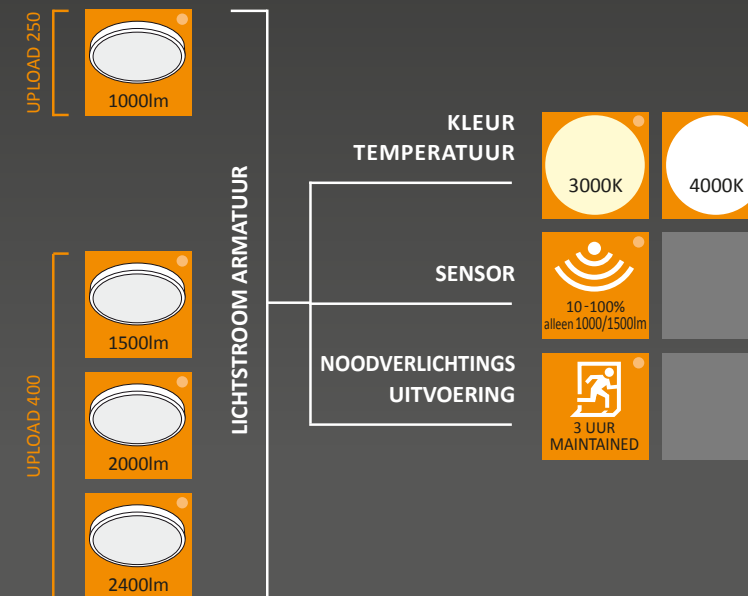 UPLOAD 250
1000lm
UPLOAD 400
1500lm
2000lm
2400lm
LICHTSTROOM ARMATUUR
KLEUR
TEMPERATUUR
3000K
4000K
SENSOR
10-100%
alleen 1000/1500lm
NOODVERLICHTINGS
UITVOERING
3 UUR
MAINTAINED